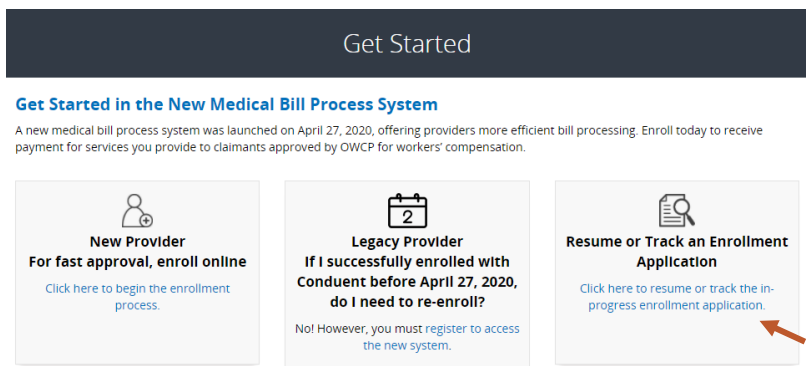 Get Started
Get Started in the New Medical Bill Process System
A new medical bill process system was launched on April 27, 2020, offering providers more efficient bill processing. Enroll today to receive
payment for services you provide to claimants approved by OWCP for workers' compensation.
New Provider
For fast approval, enroll online
Click here to begin the enrollment
process.
2
Legacy Provider
If I successfully enrolled with
Conduent before April 27, 2020,
do I need to re-enroll?
No! However, you must register to access
the new system.
Resume or Track an Enrollment
Application
Click here to resume or track the in-
progress enrollment application.